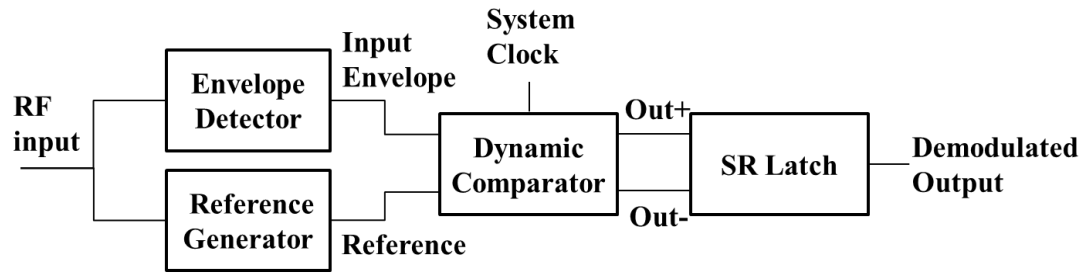 System
Clock
Input
Envelope
Envelope
Detector
RF
input
Out+
Dynamic
Comparator
SR Latch
Demodulated
Output
Reference
Generator
Out-
Reference